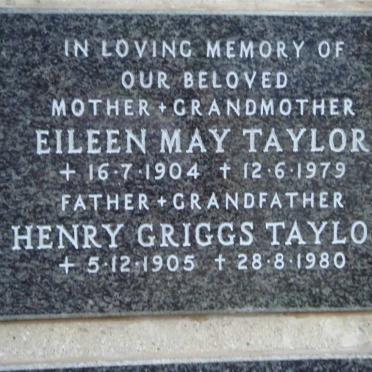 IN LOVING MEMORY OF
OUR BELOVED
MOTHER + GRANDMOTHER
EILEEN MAY TAYLOR
+ 16·7·1904 † 12·6·1979
FATHER + GRANDFATHER
HENRY GRIGGS TAYLO
+ 5·12·1905 † 28·8·1980